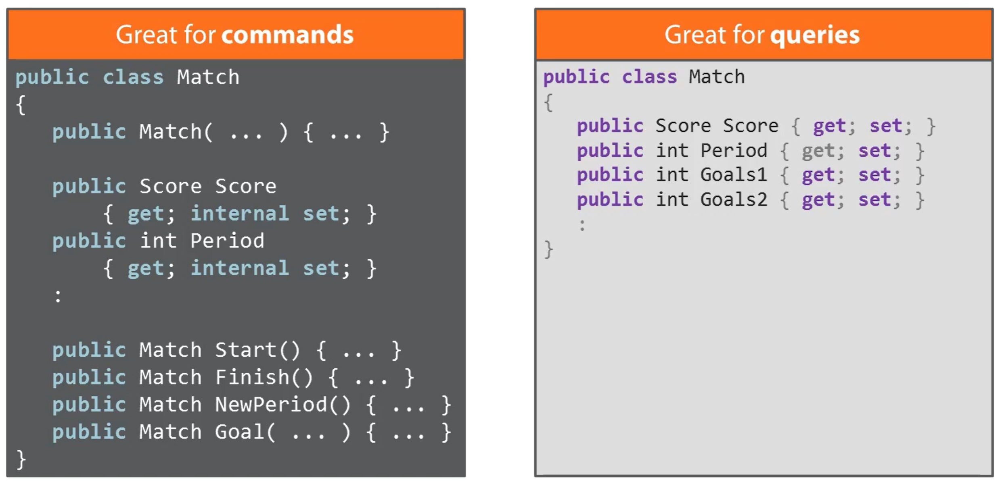 Great for commands
public class Match
{
public Match( ... ) { ... }
public Score Score
{ get; internal set; }
public int Period
{ get; internal set; }
:
public Match Start() { ... }
public Match Finish() { ... }
public Match NewPeriod() { ... }
public Match Goal( ... ) { ... }
}
Great for queries
public class Match
{
public Score Score { get; set; }
public int Period { get; set; }
public int Goals1 { get; set; }
public int Goals2 { get; set; }
:
}